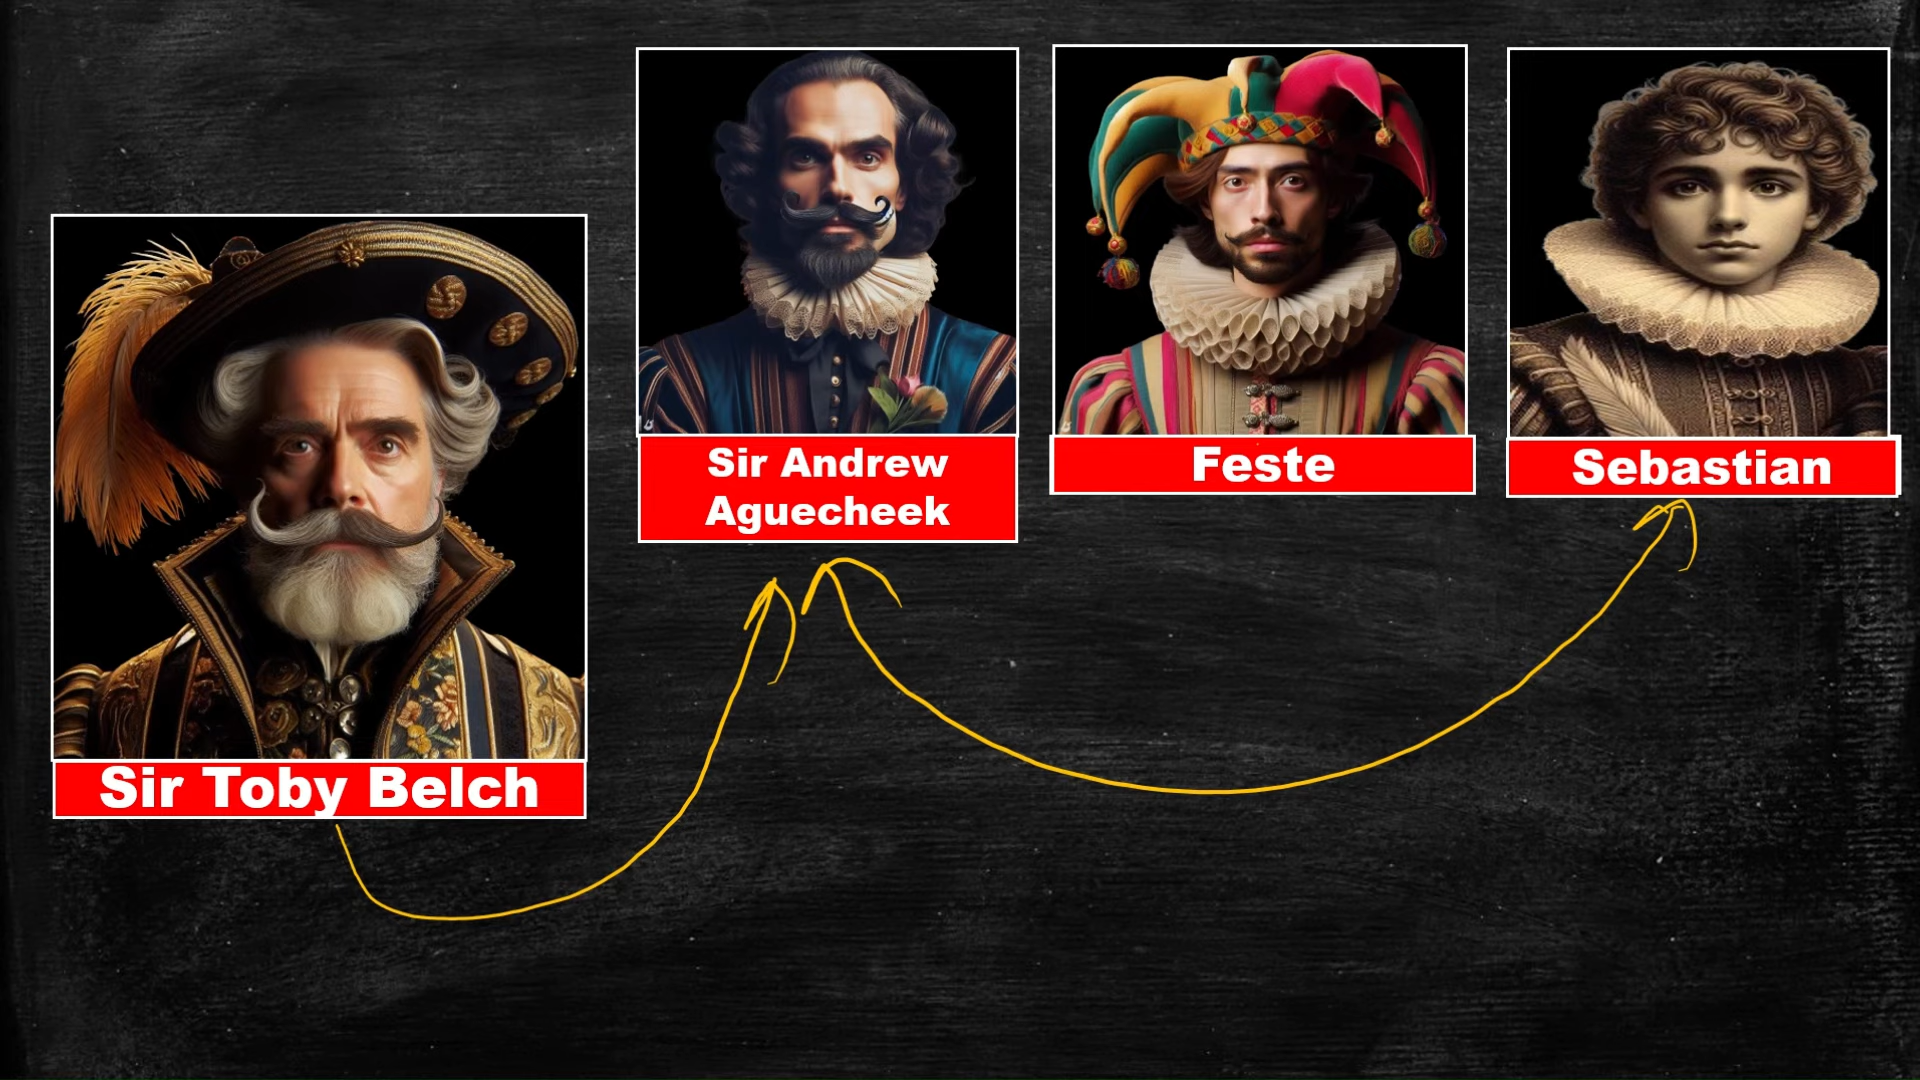 Sir Andrew
Aguecheek
Feste
Sebastian
Sir Toby Belch